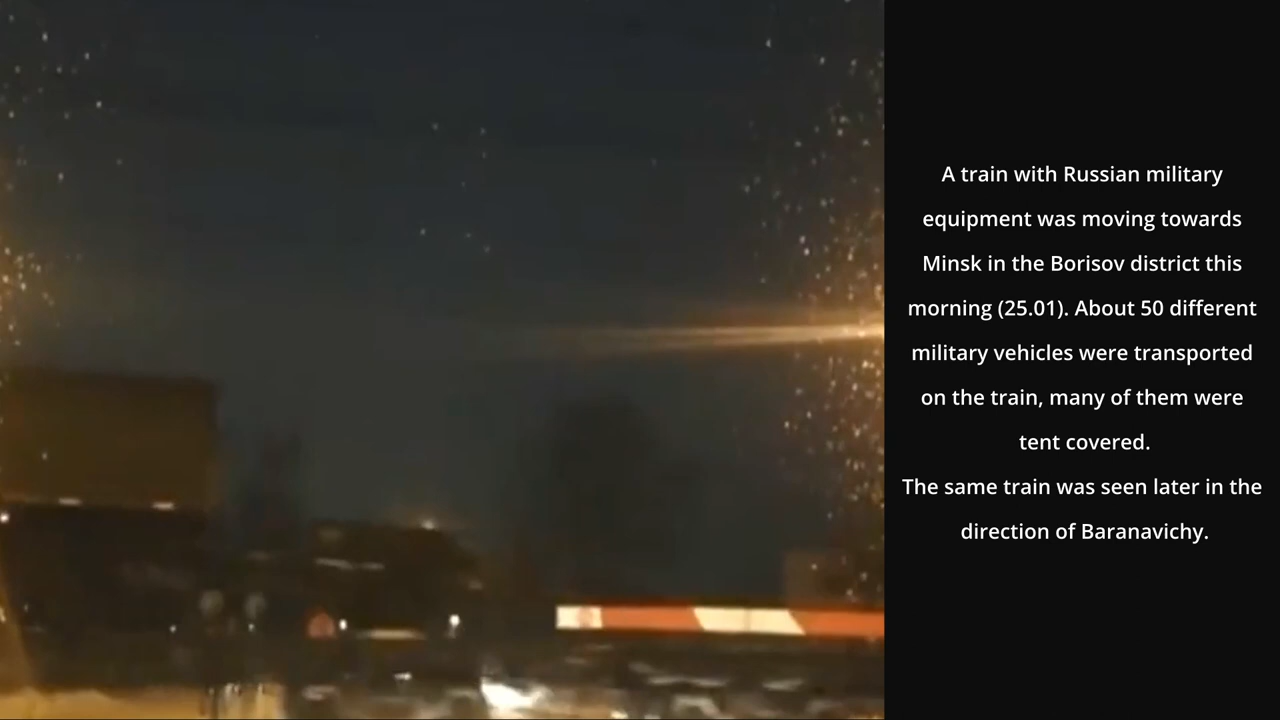 A train with Russian military
equipment was moving towards
Minsk in the Borisov district this
morning (25.01). About 50 different
military vehicles were transported
on the train, many of them were
tent covered.
The same train was seen later in the
direction of Baranavichy.